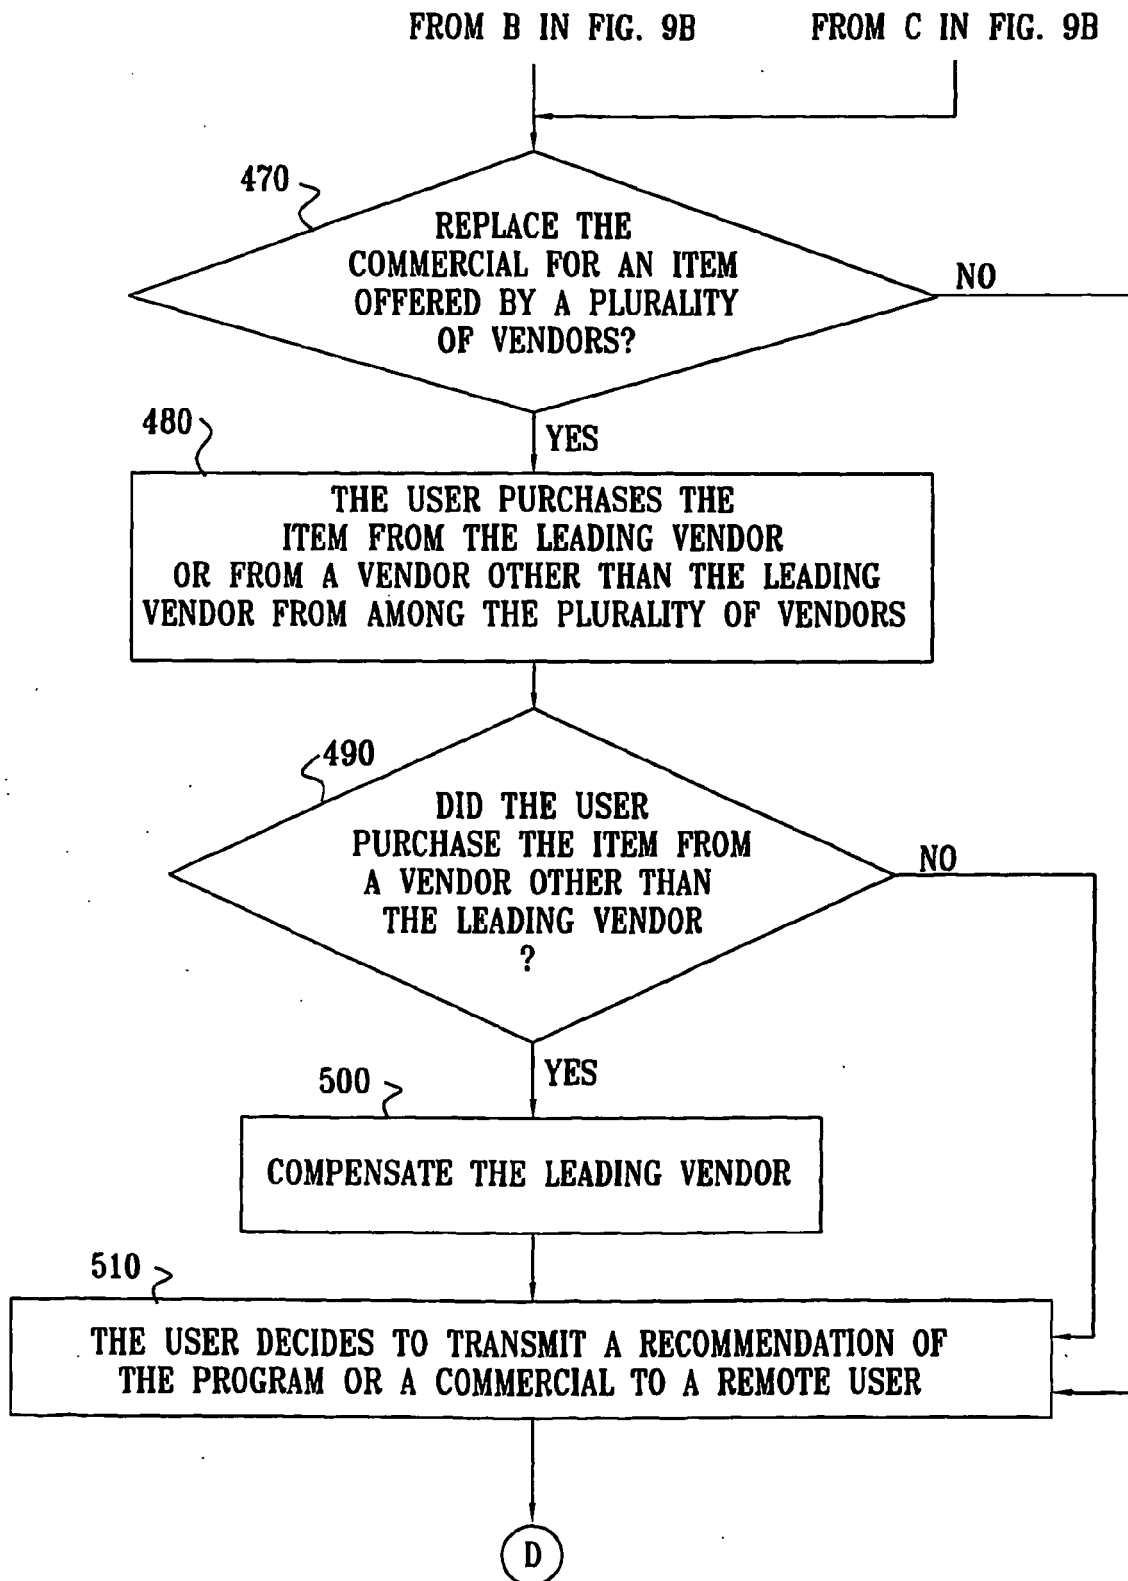 FROM B IN FIG. 9B
FROM C IN FIG. 9B
470
REPLACE THE
COMMERCIAL FOR AN ITEM
OFFERED BY A PLURALITY
OF VENDORS?
NO
YES
480
THE USER PURCHASES THE
ITEM FROM THE LEADING VENDOR
OR FROM A VENDOR OTHER THAN THE LEADING
VENDOR FROM AMONG THE PLURALITY OF VENDORS
490
DID THE USER
PURCHASE THE ITEM FROM
A VENDOR OTHER THAN
THE LEADING VENDOR
?
NO
YES
500
COMPENSATE THE LEADING VENDOR
510
THE USER DECIDES TO TRANSMIT A RECOMMENDATION OF
THE PROGRAM OR A COMMERCIAL TO A REMOTE USER
D